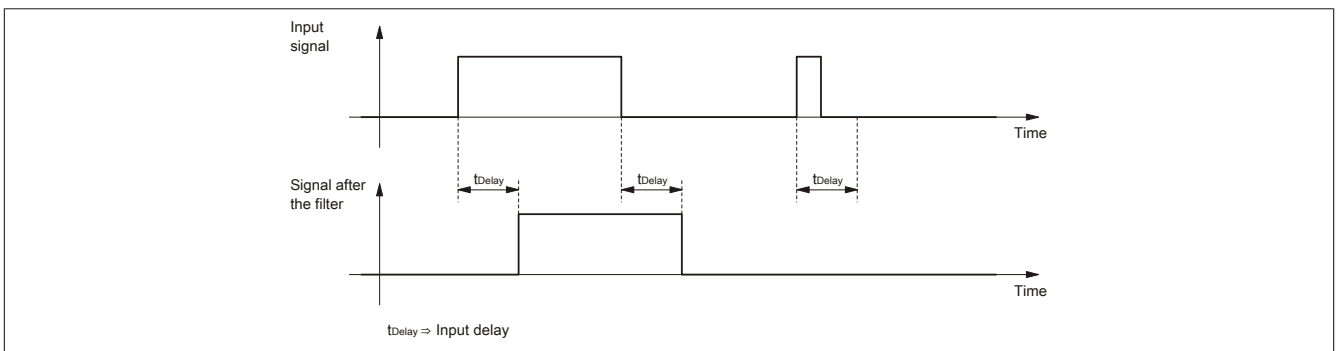 Input
signal
Time
tDelay
tDelay
tDelay
Signal after
the filter
Time
tDelay ⇒ Input delay